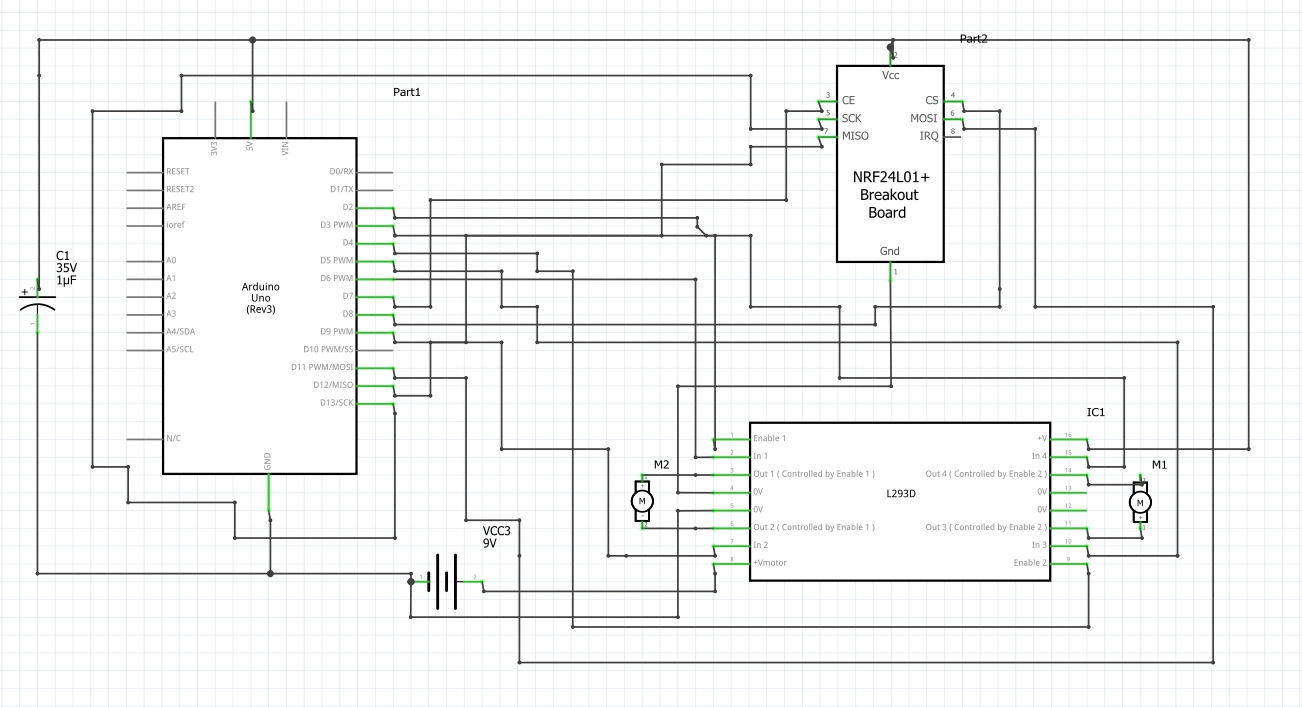 Part1
Part2
C1
35V
1µF
+
2
1
3V3
5V
VIN
RESET
RESET2
AREF
ioref
A0
A1
A2
A3
A4/SDA
A5/SCL
N/C
GND
Arduino
Uno
(Rev3)
D0/RX
D1/TX
D2
D3 PWM
D4
D5 PWM
D6 PWM
D7
D8
D9 PWM
D10 PWM/SS
D11 PWM/MOSI
D12/MISO
D13/SCK
2
Vcc
3 CE
5 SCK
7 MISO
CS 4
MOSI 6
IRQ 8
NRF24L01+
Breakout
Board
Gnd
1
VCC3
9V
1
2
M2
M
IC1
1 Enable 1
2 In 1
3 Out 1 ( Controlled by Enable 1 )
4 0V
5 0V
6 Out 2 ( Controlled by Enable 1 )
7 In 2
8 +Vmotor
L293D
+V 16
In 4 15
Out 4 ( Controlled by Enable 2 ) 14
0V 13
0V 12
Out 3 ( Controlled by Enable 2 ) 11
In 3 10
Enable 2 9
M1
M